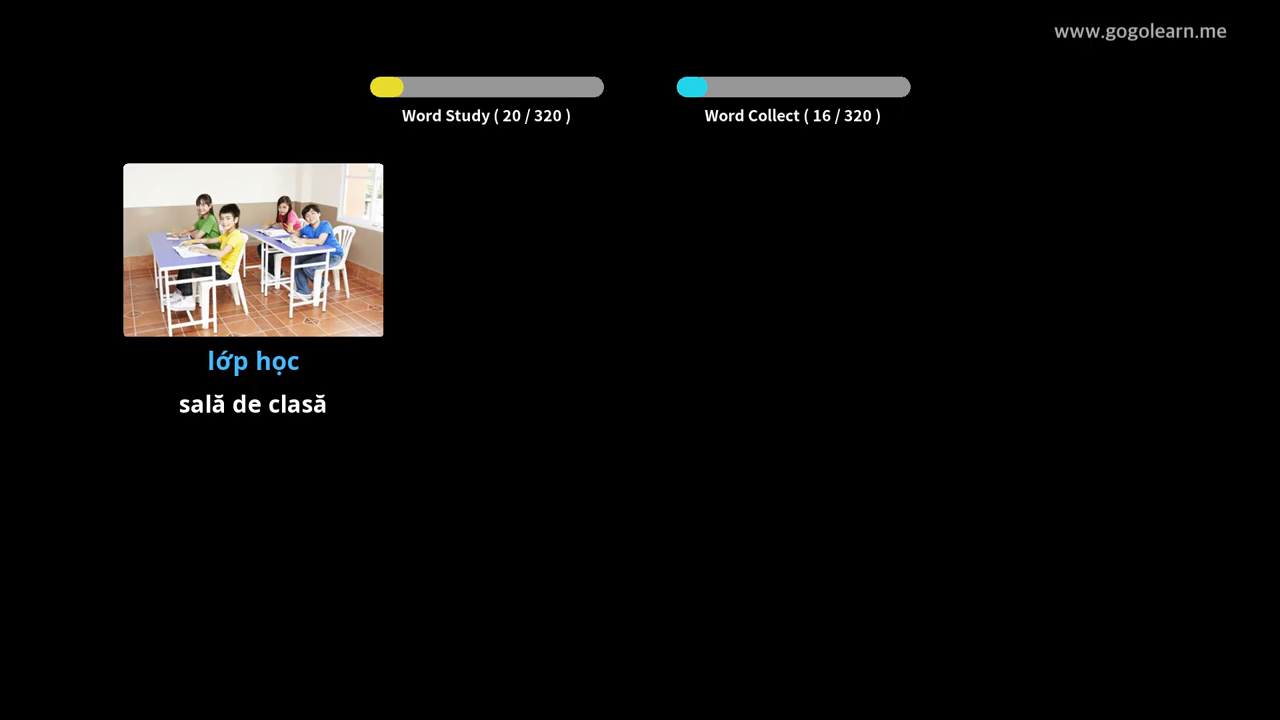 www.gogolearn.me
Word Study ( 20 / 320 )
Word Collect ( 16 / 320 )
lớp học
sală de clasă